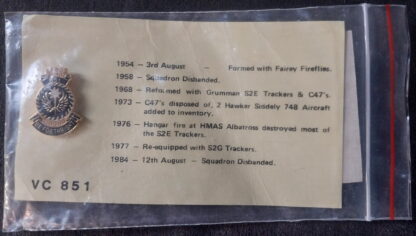 1954 – 3rd August – Formed with Fairey Fireflies.
1958 – Squadron Disbanded.
1968 – Reformed with Grumman S2E Trackers & C47's.
1973 – C47's disposed of, 2 Hawker Siddely 748 Aircraft
added to inventory.
1976 – Hangar fire at HMAS Albatross destroyed most of
the S2E Trackers.
1977 – Re-equipped with S2G Trackers.
1984 – 12th August – Squadron Disbanded.
VC 851